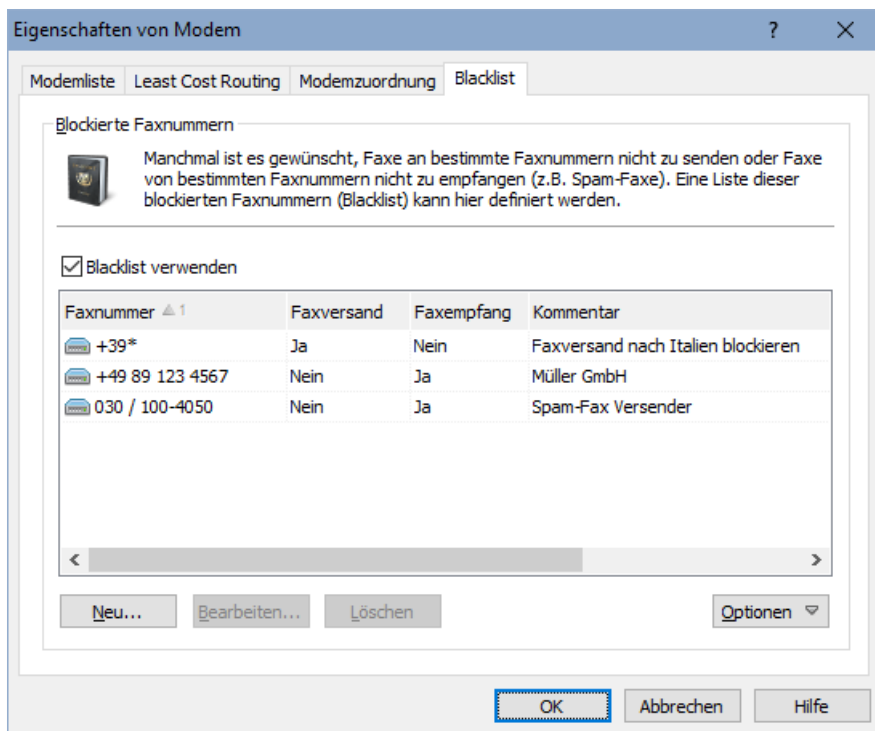 Eigenschaften von Modem ?
Modemliste Least Cost Routing Modemzuordnung Blacklist
Blockierte Faxnummern
Manchmal ist es gewünscht, Faxe an bestimmte Faxnummern nicht zu senden oder Faxe
von bestimmten Faxnummern nicht zu empfangen (z.B. Spam-Faxe). Eine Liste dieser
blockierten Faxnummern (Blacklist) kann hier definiert werden.
Blacklist verwenden
Faxnummer 1 Faxversand Faxempfang Kommentar
+39* Ja Nein Faxversand nach Italien blockieren
+49 89 123 4567 Nein Ja Müller GmbH
030 / 100-4050 Nein Ja Spam-Fax Versender
Neu... Bearbeiten... Löschen Optionen
OK Abbrechen Hilfe